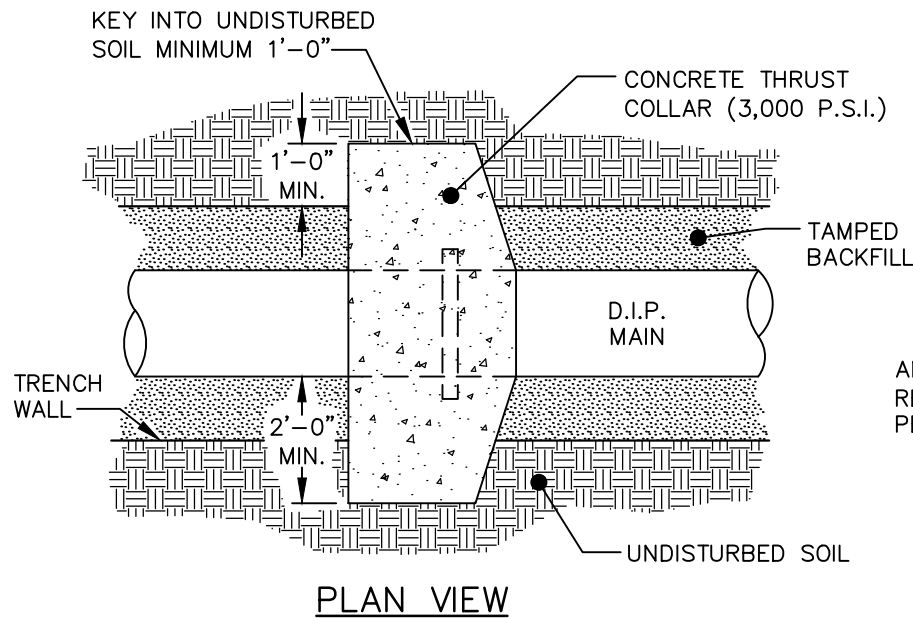 KEY INTO UNDISTURBED
SOIL MINIMUM 1'-0"
CONCRETE THRUST
COLLAR (3,000 P.S.I.)
1'-0"
MIN.
TAMPED
BACKFILL
D.I.P.
MAIN
TRENCH
WALL
2'-0"
MIN.
UNDISTURBED SOIL
PLAN VIEW